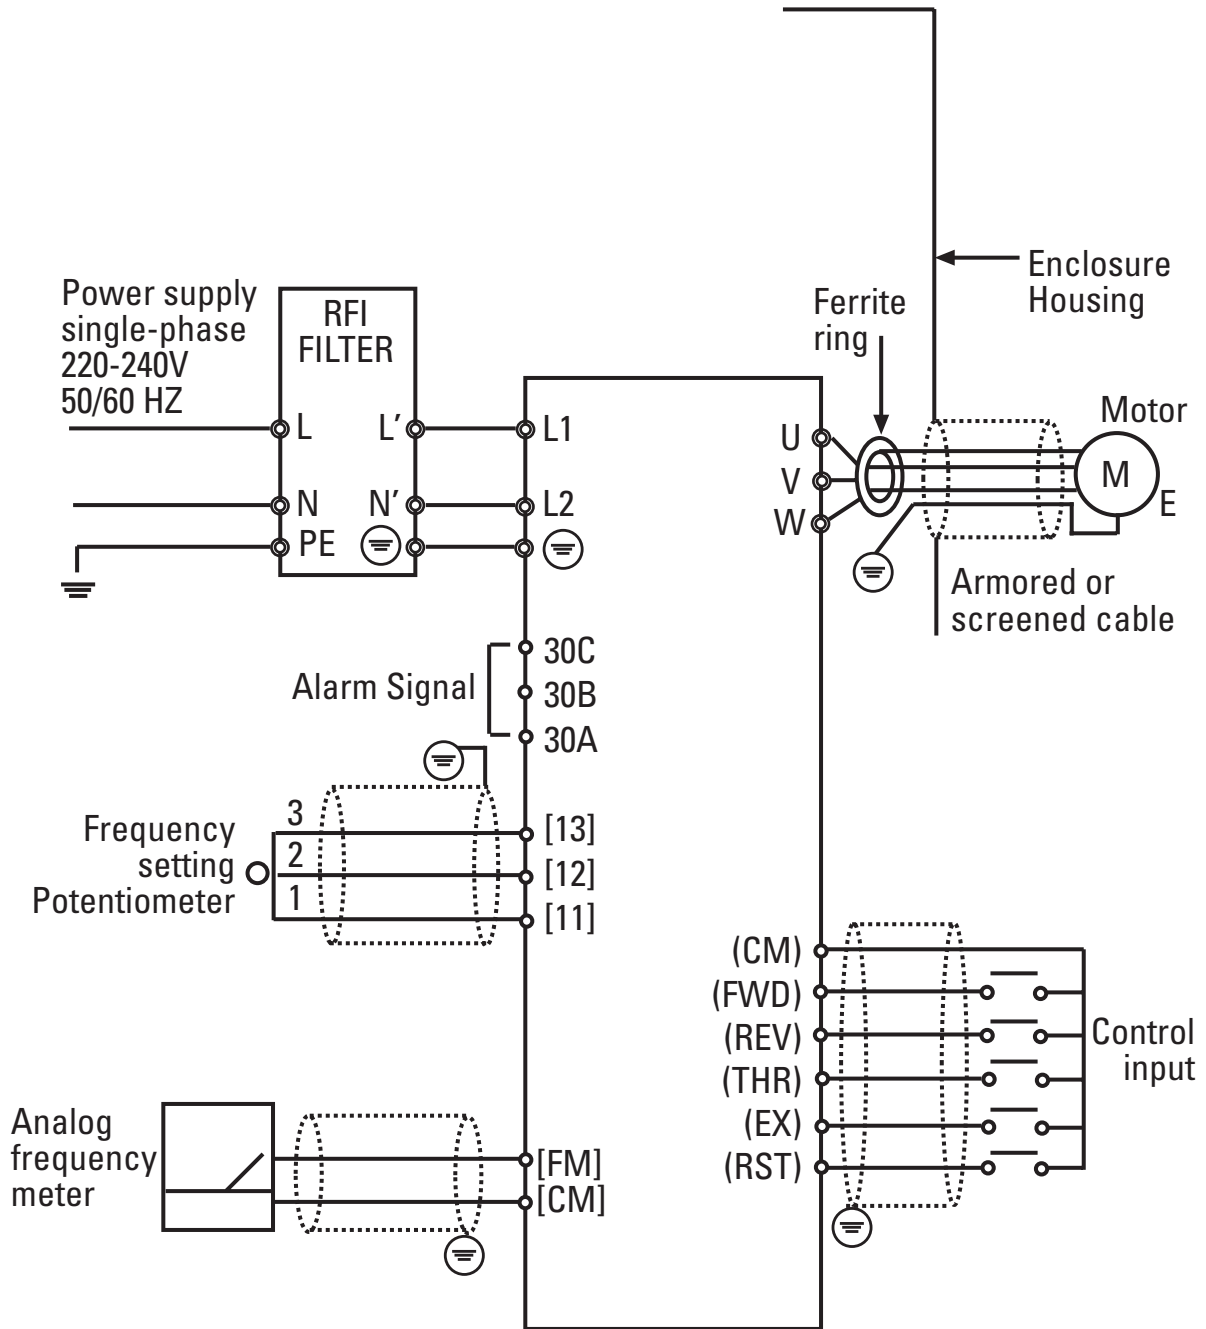 Enclosure
Housing
Power supply
single-phase
220-240V
50/60 HZ
RFI
FILTER
Ferrite
ring
Motor
L
L'
L1
U
M
V
N
N'
L2
W
E
PE
Armored or
screened cable
30C
Alarm Signal
30B
30A
Frequency
setting
Potentiometer
3
[13]
2
[12]
1
[11]
(CM)
(FWD)
(REV)
(THR)
(EX)
(RST)
Control
input
Analog
frequency
meter
[FM]
[CM]